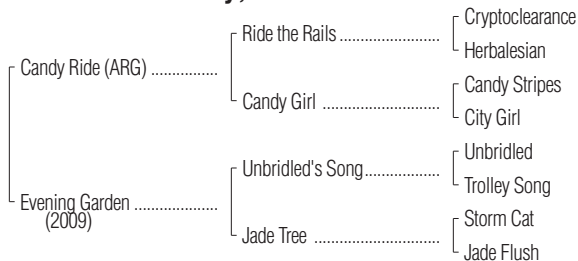 Cryptoclearance
Ride the Rails ....................
Herbalesian
Candy Ride (ARG) .............
Candy Stripes
Candy Girl ........................
City Girl
Unbridled
Unbridled's Song...............
Trolley Song
Evening Garden ................
(2009)
Storm Cat
Jade Tree .........................
Jade Flush